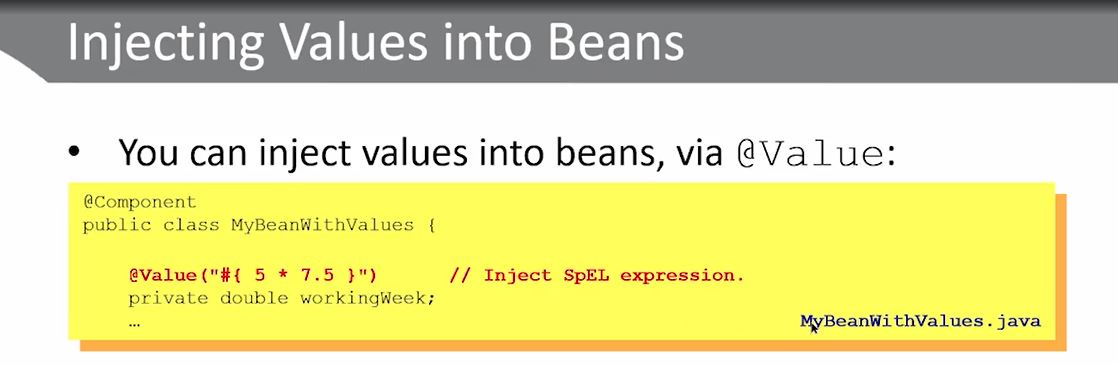 Injecting Values into Beans
• You can inject values into beans, via @Value:
@Component
public class MyBeanWithValues {
@Value("#{ 5 * 7.5 }") // Inject SpEL expression.
private double workingWeek;
…
MyBeanWithValues.java